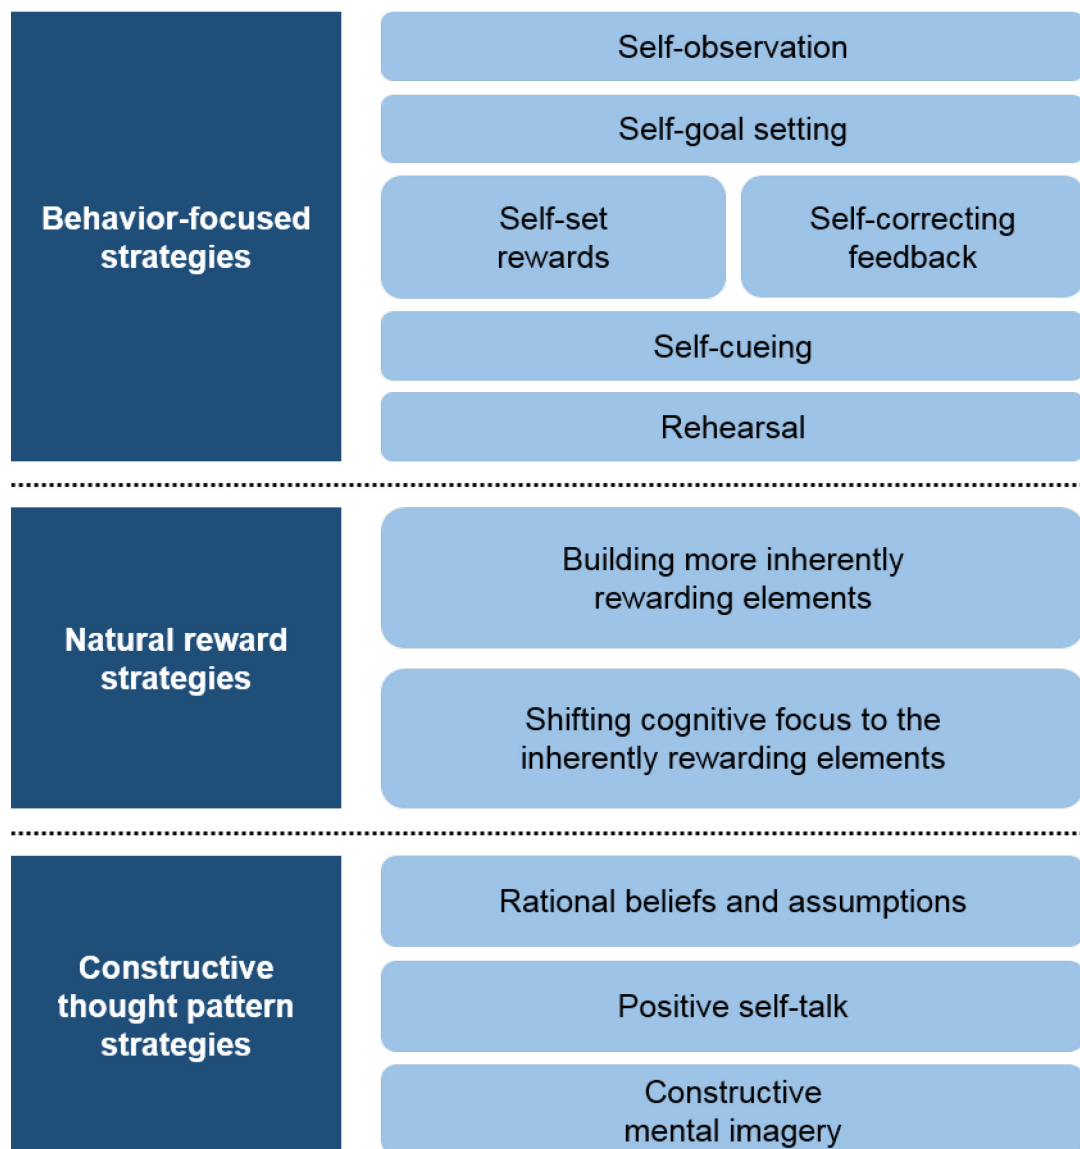 Behavior-focused
strategies
Self-observation
Self-goal setting
Self-set
rewards
Self-correcting
feedback
Self-cueing
Rehearsal
Natural reward
strategies
Building more inherently
rewarding elements
Shifting cognitive focus to the
inherently rewarding elements
Constructive
thought pattern
strategies
Rational beliefs and assumptions
Positive self-talk
Constructive
mental imagery